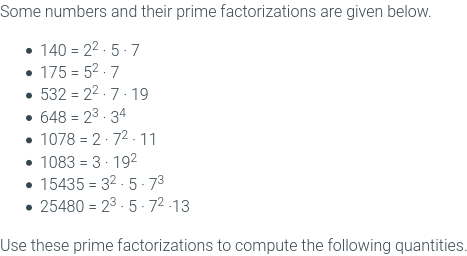 Some numbers and their prime factorizations are given below.
• 140 = 2² · 5 · 7
• 175 = 5² · 7
• 532 = 2² · 7 · 19
• 648 = 2³ · 3⁴
• 1078 = 2 · 7² · 11
• 1083 = 3 · 19²
• 15435 = 3² · 5 · 7³
• 25480 = 2³ · 5 · 7² ·13
Use these prime factorizations to compute the following quantities.